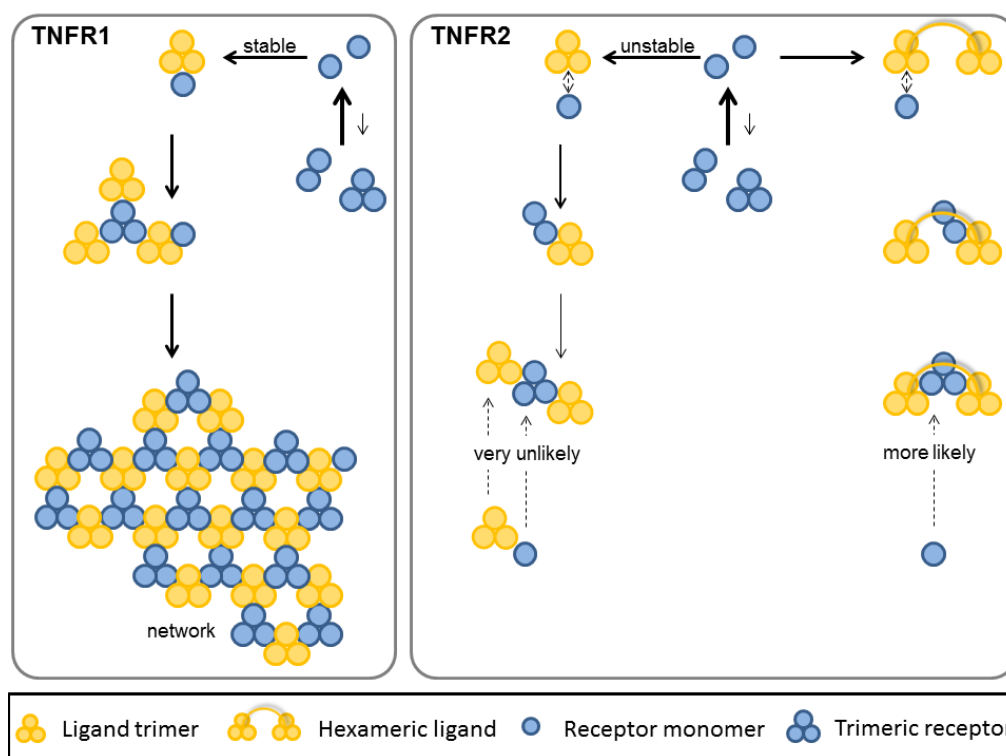 TNFR1
stable
network
TNFR2
unstable
very unlikely
more likely
Ligand trimer
Hexameric ligand
Receptor monomer
Trimeric recepto